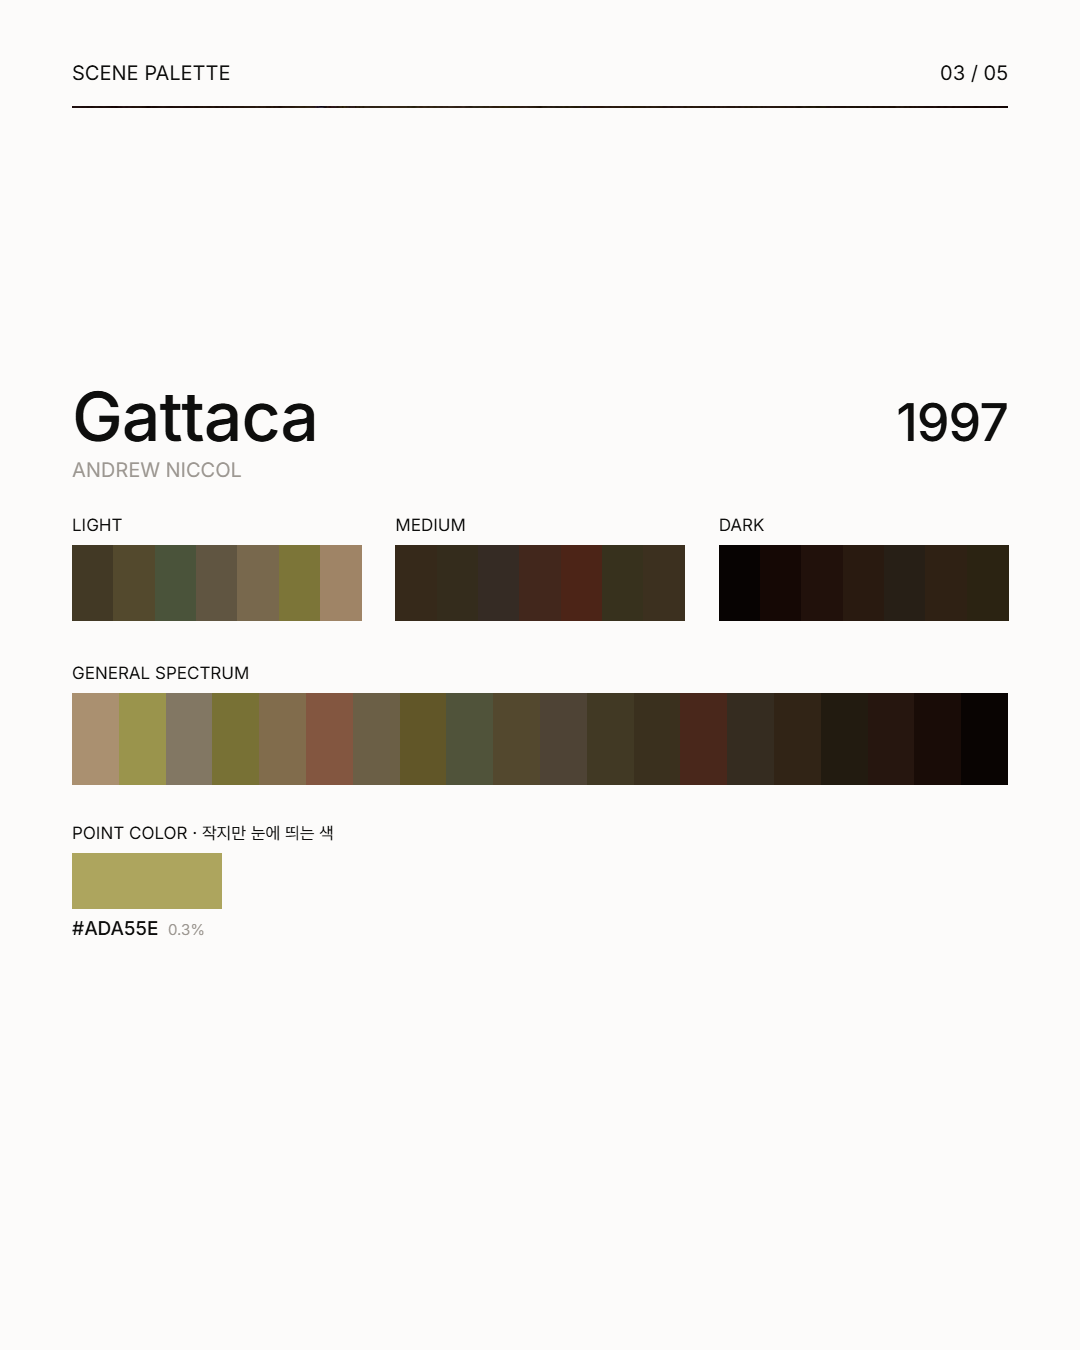 SCENE PALETTE
03 / 05
Gattaca
1997
ANDREW NICCOL
LIGHT
MEDIUM
DARK
GENERAL SPECTRUM
POINT COLOR · 작지만 눈에 띄는 색
#ADA55E 0.3%